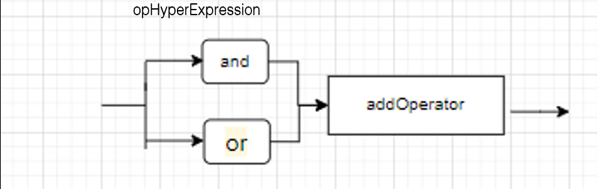 opHyperExpression
and
addOperator
or